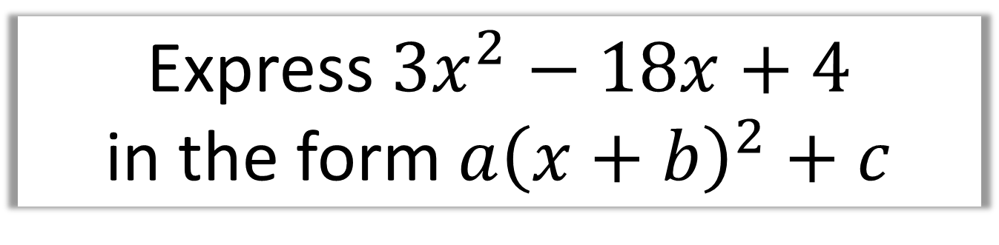 Express 3𝑥² − 18𝑥 + 4
in the form 𝑎(𝑥 + 𝑏)² + 𝑐